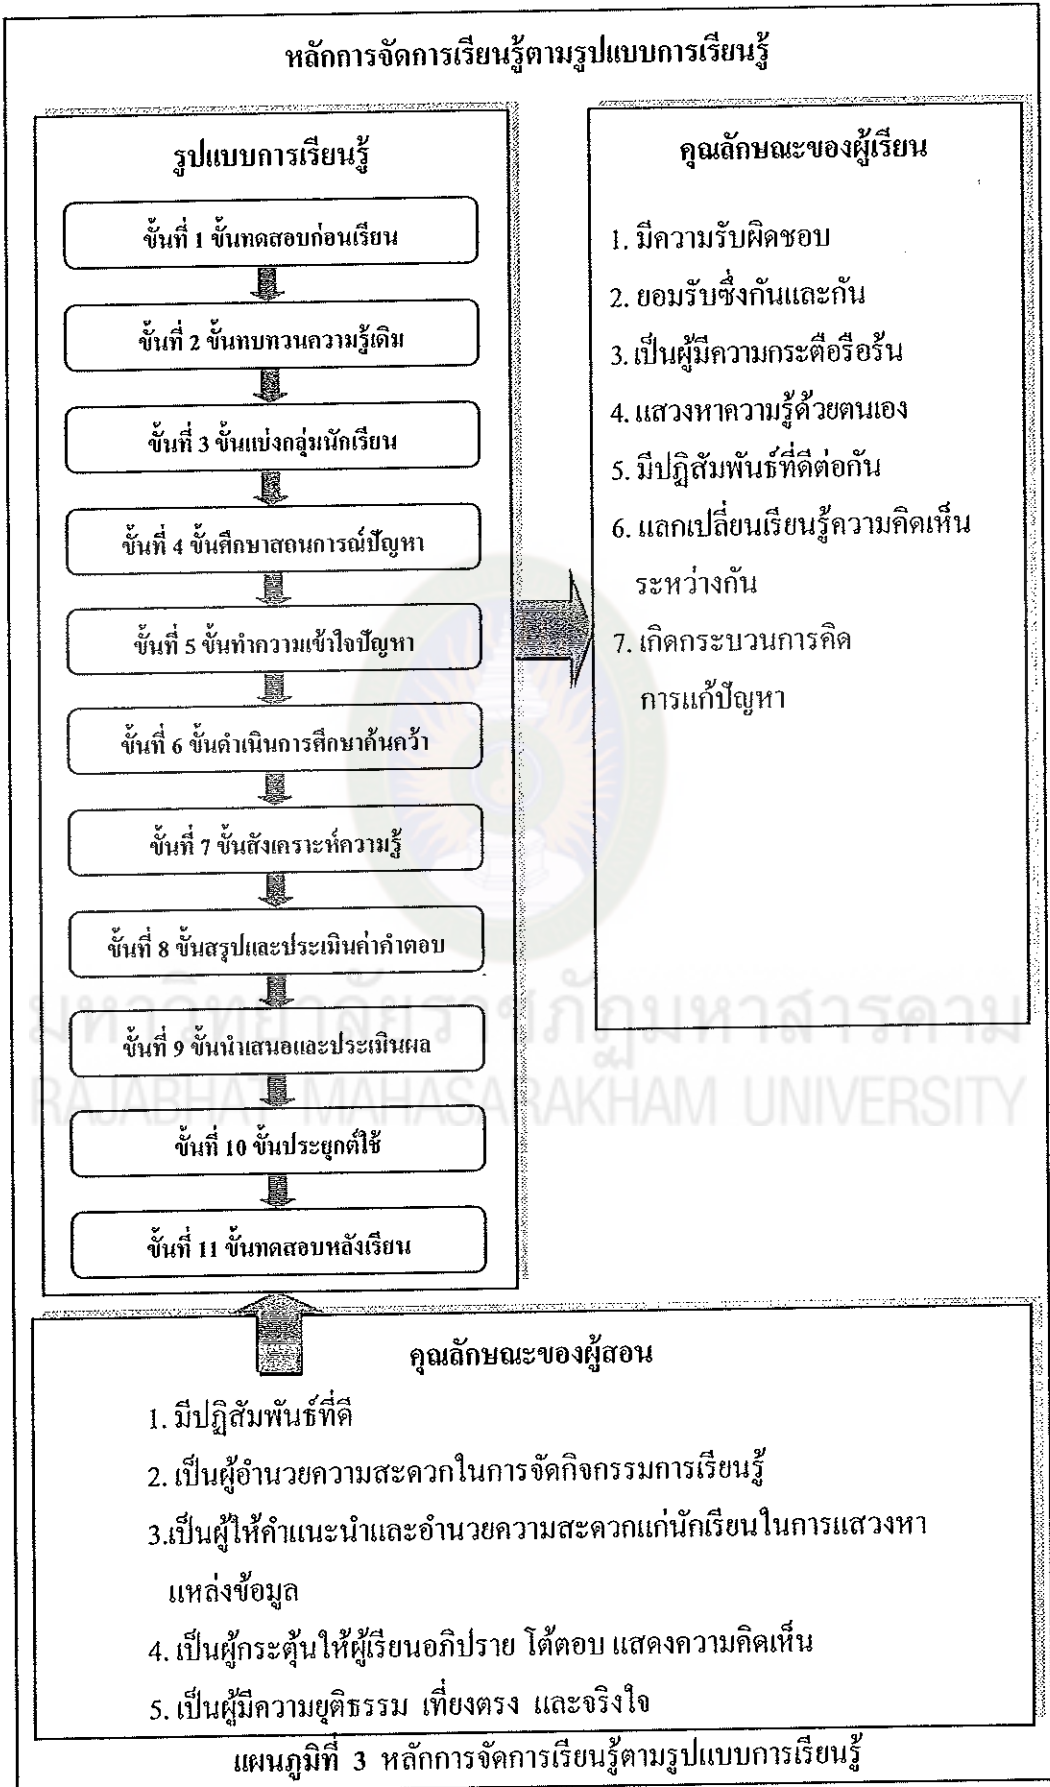 หลักการจัดการเรียนรู้ตามรูปแบบการเรียนรู้
รูปแบบการเรียนรู้
ขั้นที่ 1 ขั้นทดสอบก่อนเรียน
ขั้นที่ 2 ขั้นทบทวนความรู้เดิม
ขั้นที่ 3 ขั้นแบ่งกลุ่มนักเรียน
ขั้นที่ 4 ขั้นศึกษาสถนการณ์ปัญหา
ขั้นที่ 5 ขั้นทำความเข้าใจปัญหา
ขั้นที่ 6 ขั้นดำเนินการศึกษาค้นคว้า
ขั้นที่ 7 ขั้นสังเคราะห์ความรู้
ขั้นที่ 8 ขั้นสรุปและประเมินค่าคำตอบ
ขั้นที่ 9 ขั้นนำเสนอและประเมินผล
ขั้นที่ 10 ขั้นประยุกต์ใช้
ขั้นที่ 11 ขั้นทดสอบหลังเรียน
คุณลักษณะของผู้เรียน
1. มีความรับผิดชอบ
2. ยอมรับซึ่งกันและกัน
3. เป็นผู้มีความกระตือรือร้น
4. แสวงหาความรู้ด้วยตนเอง
5. มีปฏิสัมพันธ์ที่ดีต่อกัน
6. แลกเปลี่ยนเรียนรู้ความคิดเห็น
ระหว่างกัน
7. เกิดกระบวนการคิด
การแก้ปัญหา
มหาวิทยาลัยราชภัฏมหาสารคาม
RAJABHAT MAHASARAKHAM UNIVERSITY
คุณลักษณะของผู้สอน
1. มีปฏิสัมพันธ์ที่ดี
2. เป็นผู้อำนวยความสะดวกในการจัดกิจกรรมการเรียนรู้
3.เป็นผู้ให้คำแนะนำและอำนวยความสะดวกแก่นักเรียนในการแสวงหา
แหล่งข้อมูล
4. เป็นผู้กระตุ้นให้ผู้เรียนอภิปราย โต้ตอบ แสดงความคิดเห็น
5. เป็นผู้มีความยุติธรรม เที่ยงตรง และจริงใจ
แผนภูมิที่ 3 หลักการจัดการเรียนรู้ตามรูปแบบการเรียนรู้